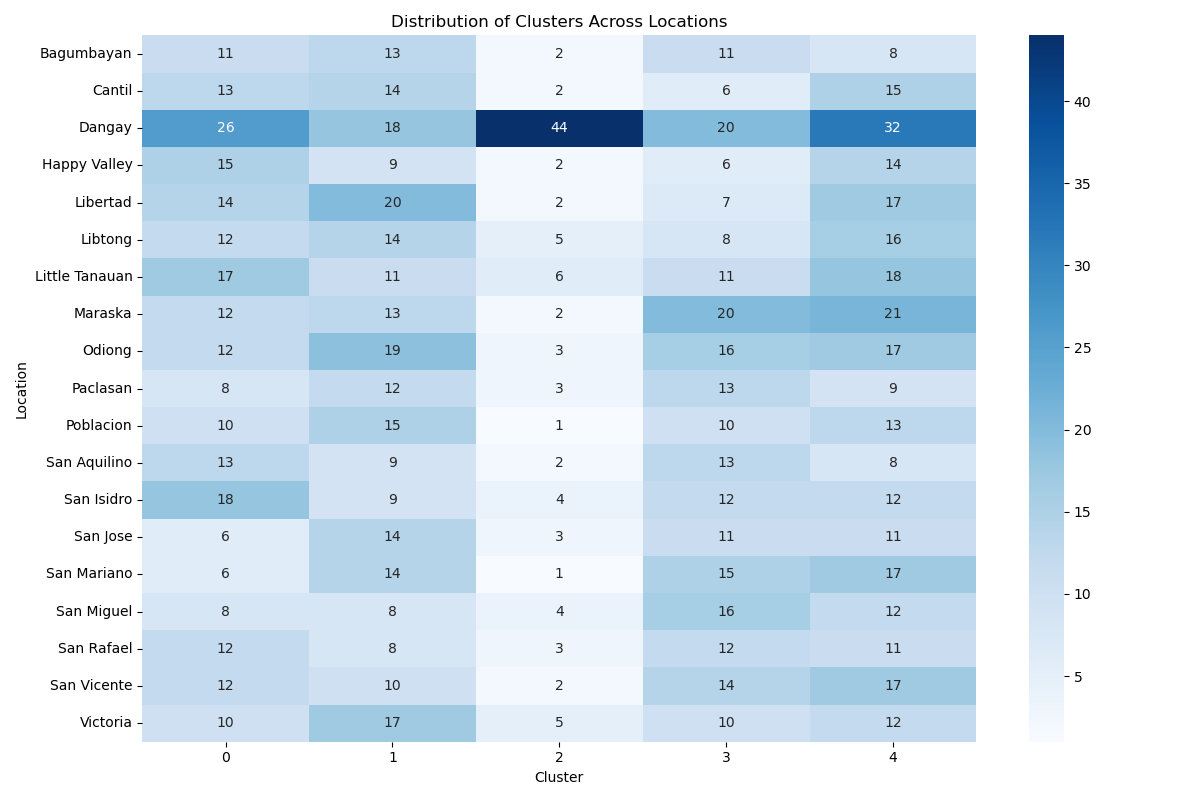 Distribution of Clusters Across Locations
Bagumbayan 11 13 2 11 8
Cantil 13 14 2 6 15
Dangay 26 18 44 20 32
Happy Valley 15 9 2 6 14
Libertad 14 20 2 7 17
Libtong 12 14 5 8 16
Little Tanauan 17 11 6 11 18
Maraska 12 13 2 20 21
Odiong 12 19 3 16 17
Paclasan 8 12 3 13 9
Poblacion 10 15 1 10 13
San Aquilino 13 9 2 13 8
San Isidro 18 9 4 12 12
San Jose 6 14 3 11 11
San Mariano 6 14 1 15 17
San Miguel 8 8 4 16 12
San Rafael 12 8 3 12 11
San Vicente 12 10 2 14 17
Victoria 10 17 5 10 12
0 1 2 3 4
Cluster
Location
40
35
30
25
20
15
10
5